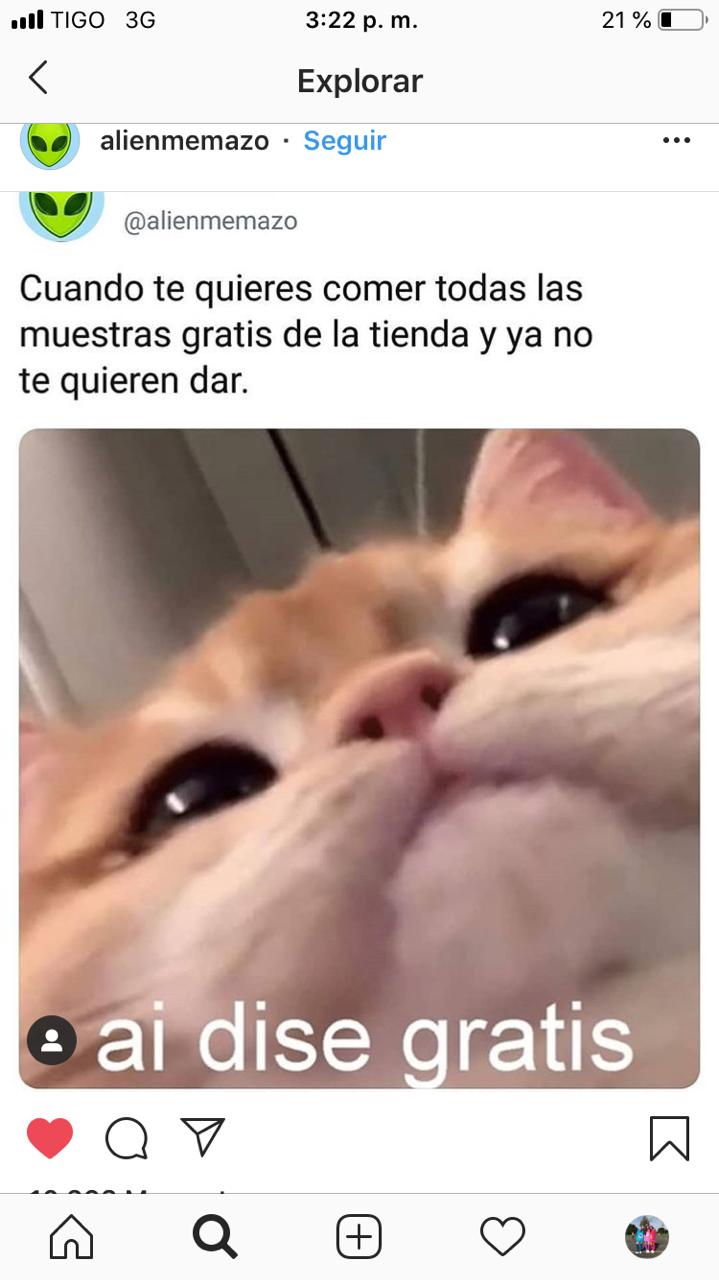 TIGO 3G 3:22 p. m. 21 %
Explorar
alienmemazo · Seguir
@alienmemazo
Cuando te quieres comer todas las
muestras gratis de la tienda y ya no
te quieren dar.
ai dise gratis